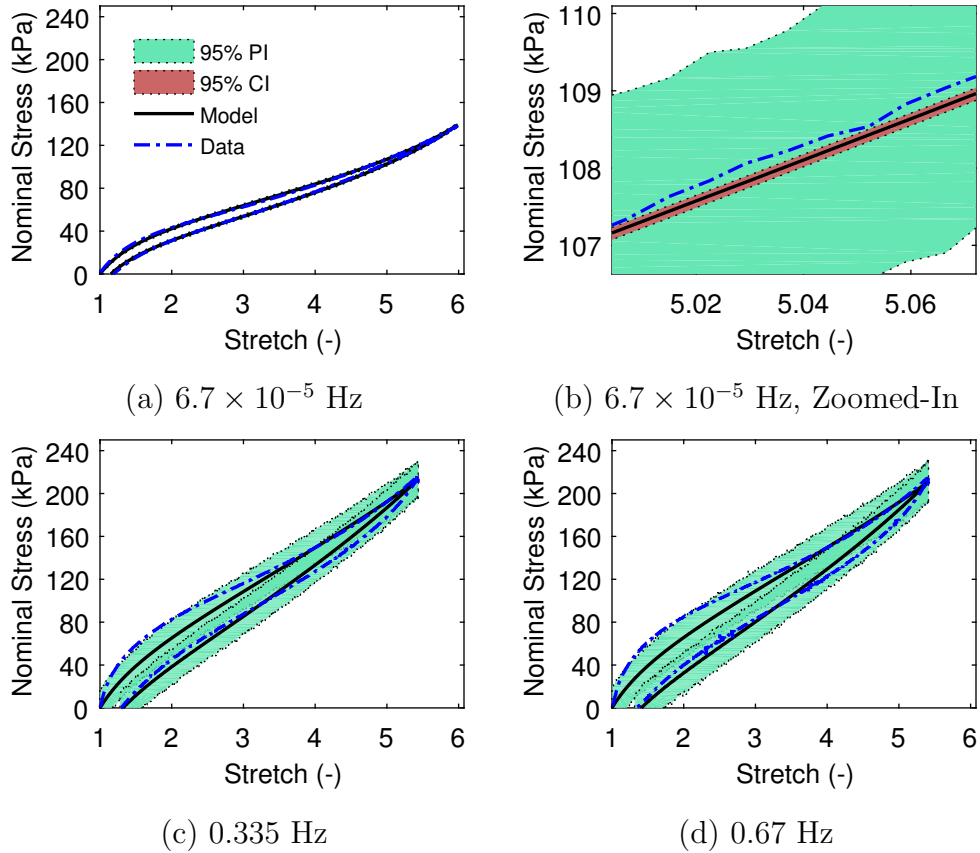 240
200
160
120
80
40
0
Nominal Stress (kPa)
95% PI
95% CI
Model
Data
1 2 3 4 5 6
Stretch (-)
(a) 6.7 × 10⁻⁵ Hz
110
109
108
107
Nominal Stress (kPa)
5.02 5.04 5.06
Stretch (-)
(b) 6.7 × 10⁻⁵ Hz, Zoomed-In
240
200
160
120
80
40
0
Nominal Stress (kPa)
1 2 3 4 5 6
Stretch (-)
(c) 0.335 Hz
240
200
160
120
80
40
0
Nominal Stress (kPa)
1 2 3 4 5 6
Stretch (-)
(d) 0.67 Hz